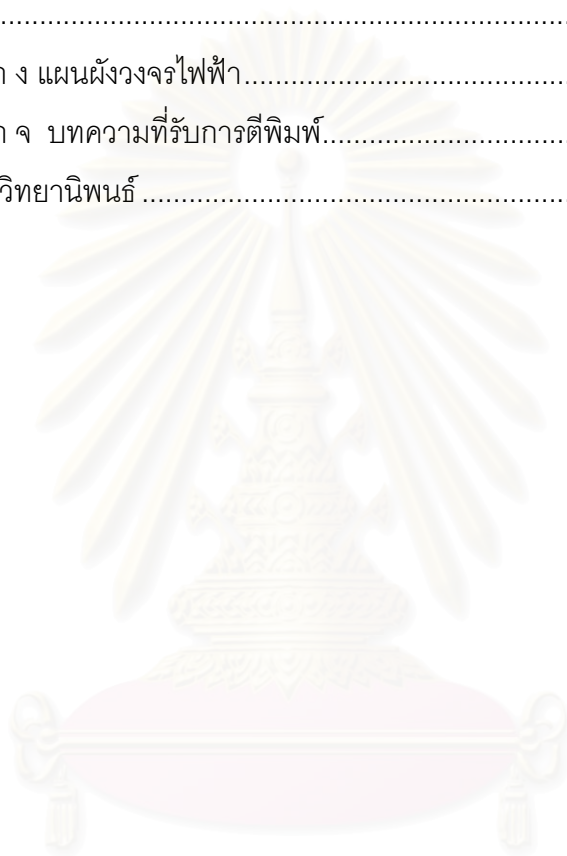 ....................................................................
ง แผนผังวงจรไฟฟ้า........................................
จ บทความที่รับการตีพิมพ์..............................
วิทยานิพนธ์....................................................